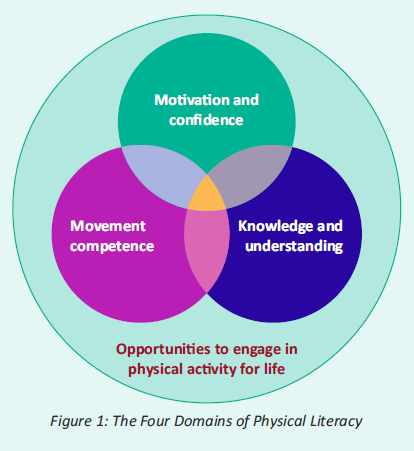 Motivation and
confidence
Movement
competence
Knowledge and
understanding
Opportunities to engage in
physical activity for life
Figure 1: The Four Domains of Physical Literacy